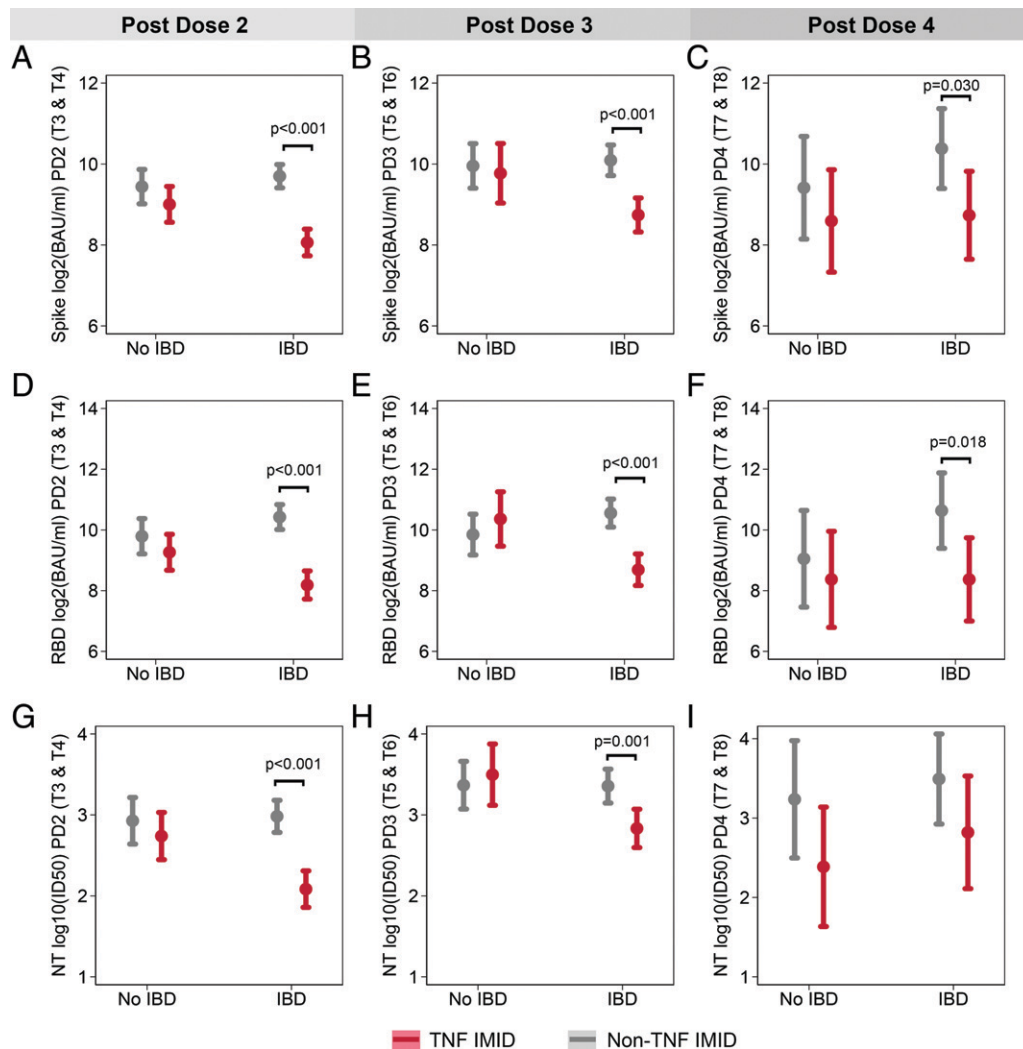 Post Dose 2 Post Dose 3 Post Dose 4
A
Spike log2(BAU/ml) PD2 (T3 & T4)
12
10
8
6
p<0.001
No IBD IBD
B
Spike log2(BAU/ml) PD3 (T5 & T6)
12
10
8
6
p<0.001
No IBD IBD
C
Spike log2(BAU/ml) PD4 (T7 & T8)
12
10
8
6
p=0.030
No IBD IBD
D
RBD log2(BAU/ml) PD2 (T3 & T4)
14
12
10
8
6
p<0.001
No IBD IBD
E
RBD log2(BAU/ml) PD3 (T5 & T6)
14
12
10
8
6
p<0.001
No IBD IBD
F
RBD log2(BAU/ml) PD4 (T7 & T8)
14
12
10
8
6
p=0.018
No IBD IBD
G
NT log10(ID50) PD2 (T3 & T4)
4
3
2
1
p<0.001
No IBD IBD
H
NT log10(ID50) PD3 (T5 & T6)
4
3
2
1
p=0.001
No IBD IBD
I
NT log10(ID50) PD4 (T7 & T8)
4
3
2
1
No IBD IBD
TNF IMID Non-TNF IMID